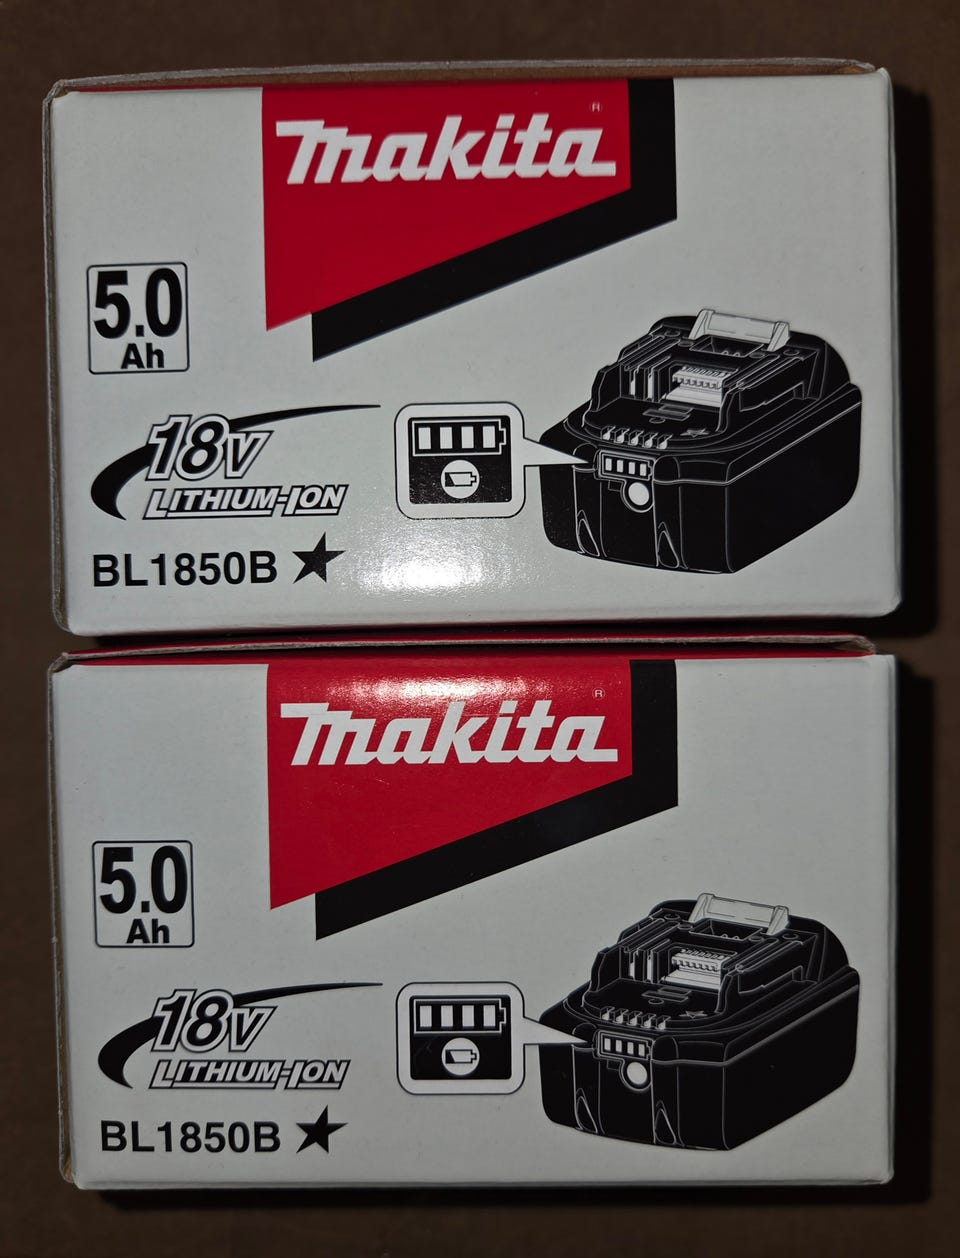 makita®
5.0
Ah
18V
LITHIUM-ION
BL1850B ★
makita®
5.0
Ah
18V
LITHIUM-ION
BL1850B ★